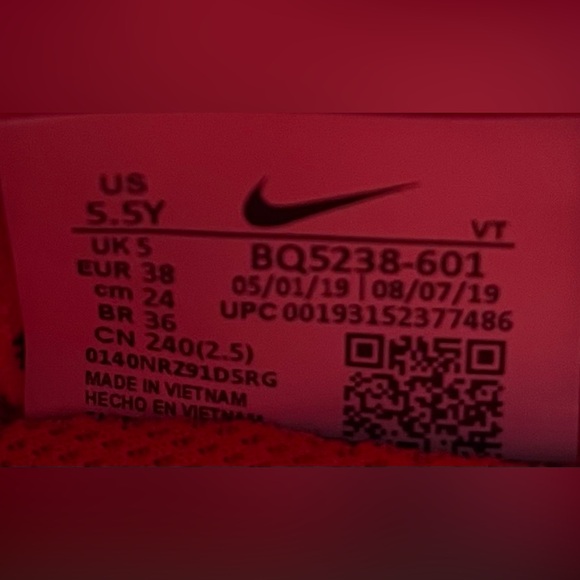 US
5.5Y
VT
UK 5
BQ5238-601
EUR 38
05/01/19 | 08/07/19
cm 24
UPC 00193152377486
BR 36
CN 240(2.5)
0140NRZ91D5RG
MADE IN VIETNAM
HECHO EN VIETNAM